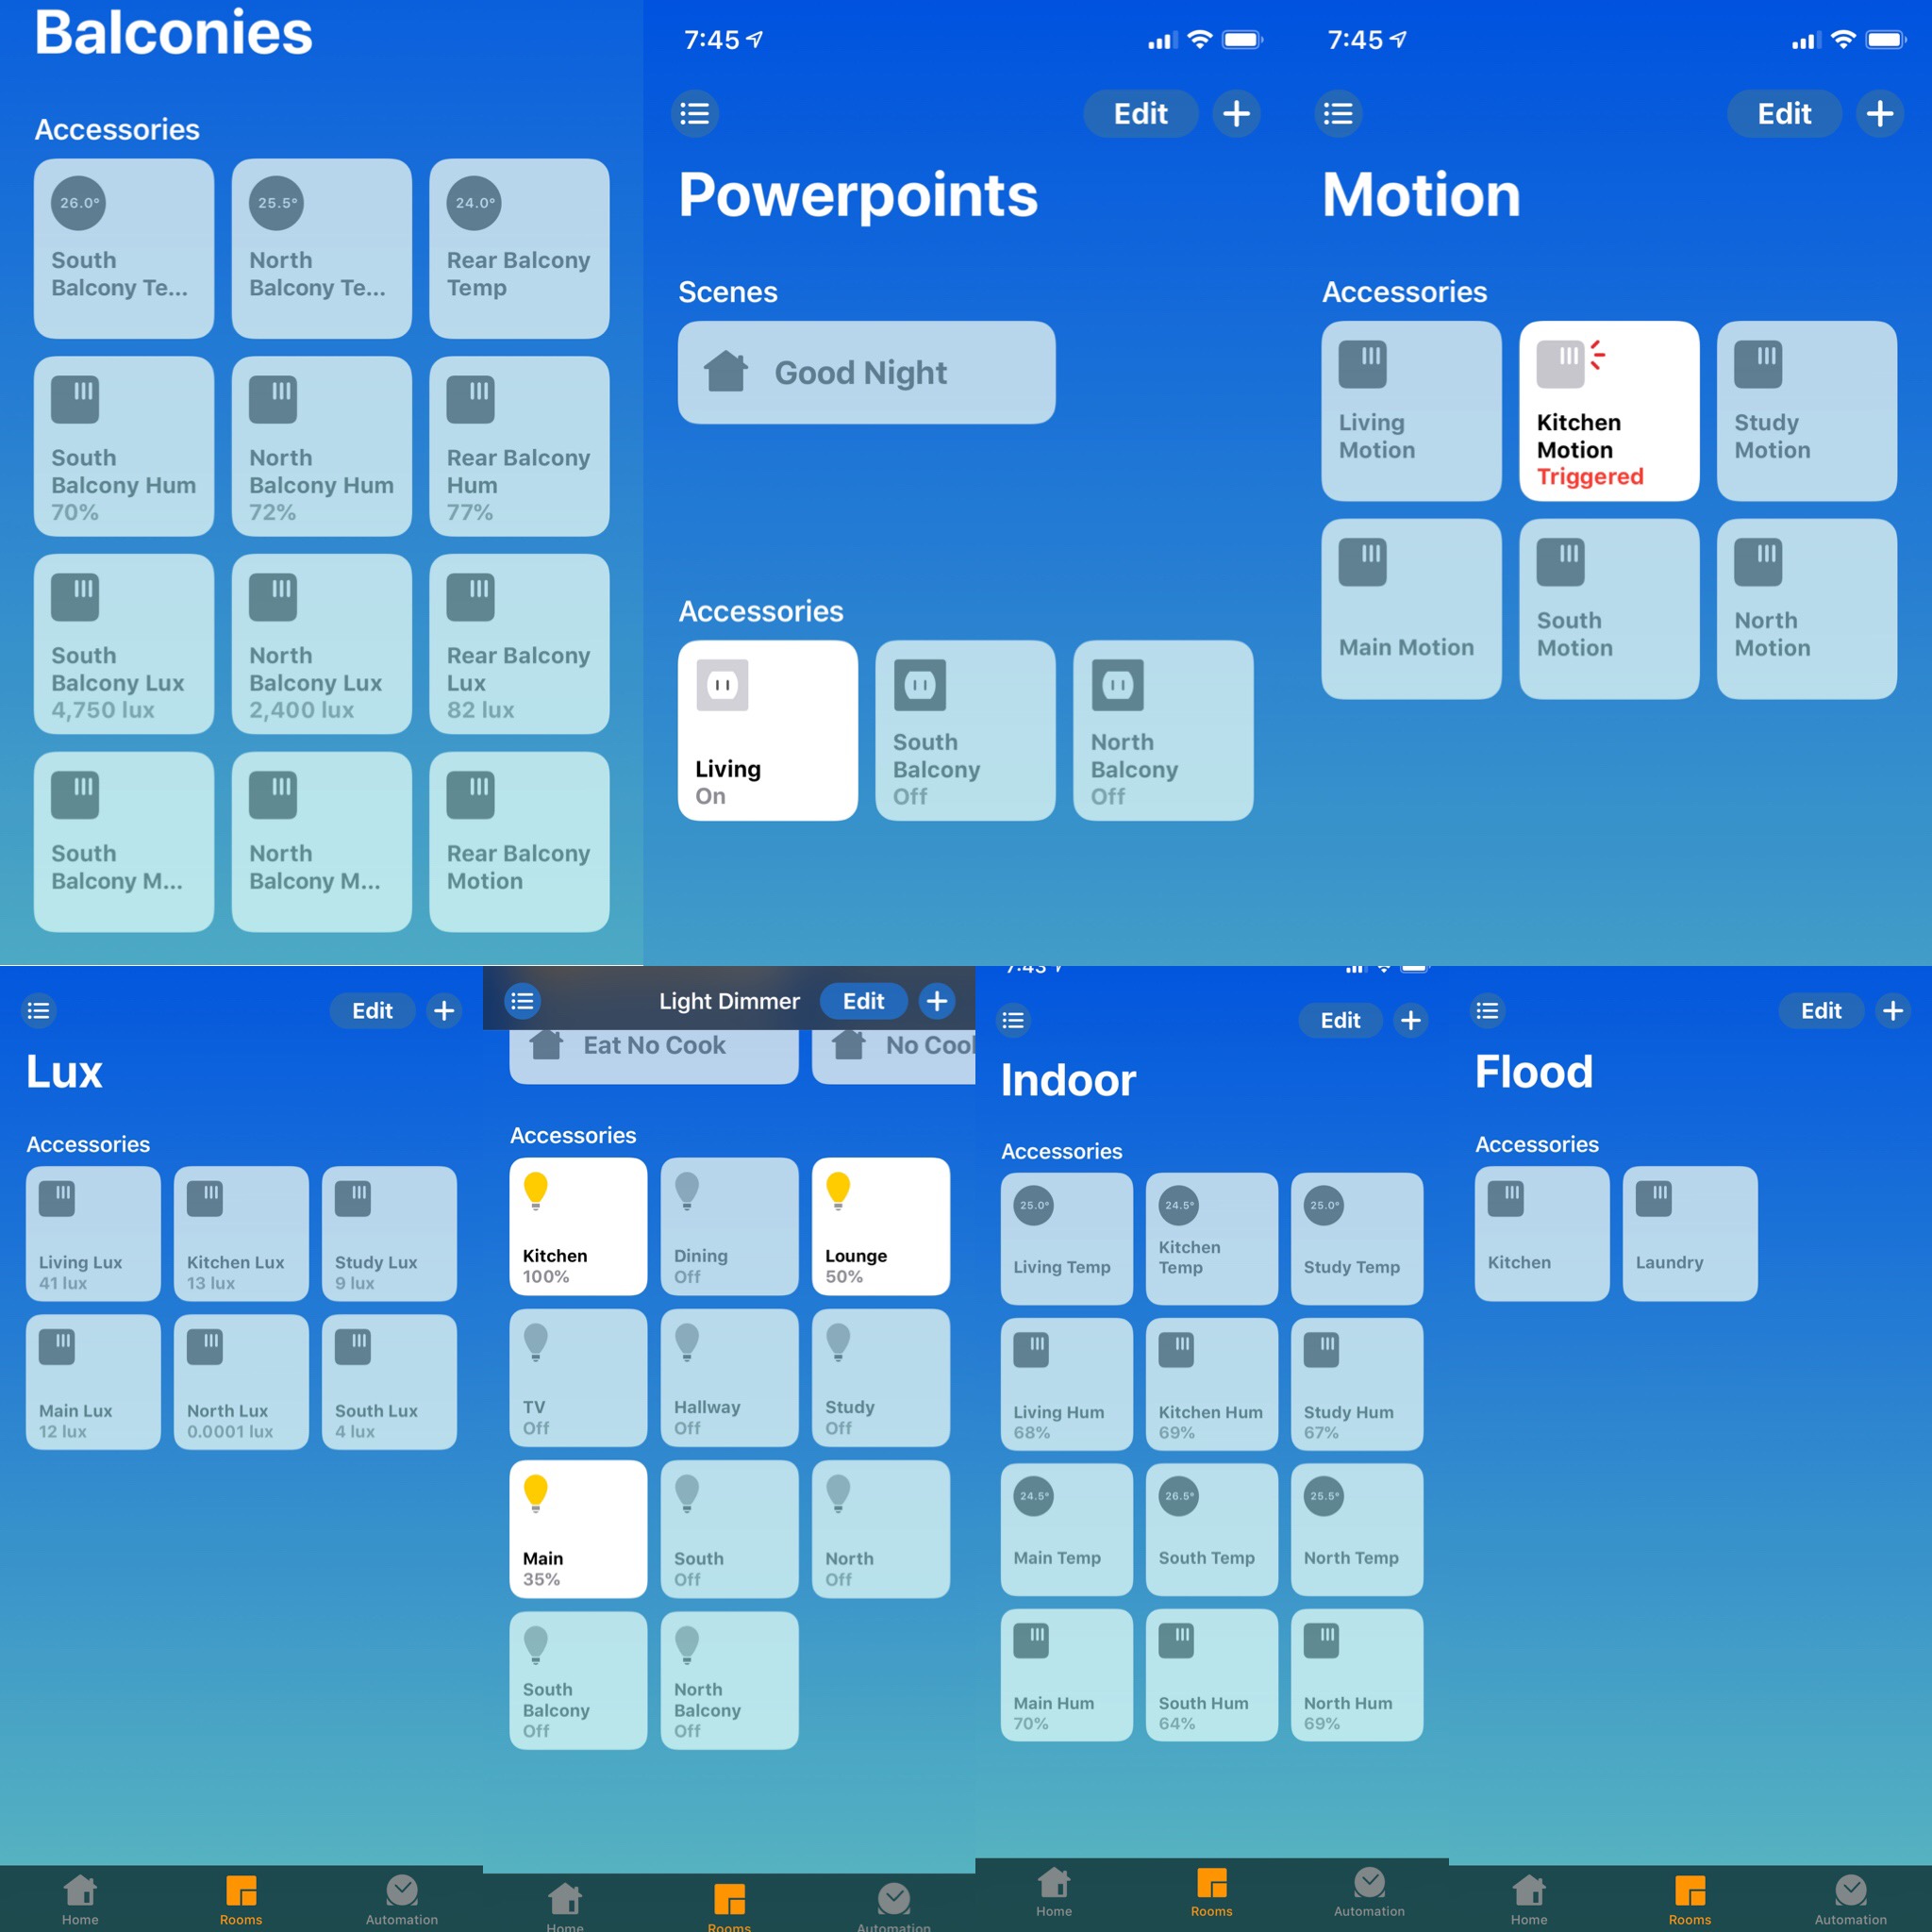 Balconies
Accessories
26.0°
South
Balcony Te...
25.5°
North
Balcony Te...
24.0°
Rear Balcony
Temp
South
Balcony Hum
70%
North
Balcony Hum
72%
Rear Balcony
Hum
77%
South
Balcony Lux
4,750 lux
North
Balcony Lux
2,400 lux
Rear Balcony
Lux
82 lux
South
Balcony M...
North
Balcony M...
Rear Balcony
Motion
7:45
Edit
Powerpoints
Scenes
Good Night
Accessories
Living
On
South
Balcony
Off
North
Balcony
Off
7:45
Edit
Motion
Accessories
Living
Motion
Kitchen
Motion
Triggered
Study
Motion
Main Motion
South
Motion
North
Motion
Edit
Lux
Accessories
Living Lux
41 lux
Kitchen Lux
13 lux
Study Lux
9 lux
Main Lux
12 lux
North Lux
0.0001 lux
South Lux
4 lux
Home
Rooms
Automation
Light Dimmer
Edit
Eat No Cook
No Cool
Accessories
Kitchen
100%
Dining
Off
Lounge
50%
TV
Off
Hallway
Off
Study
Off
Main
35%
South
Off
North
Off
South
Balcony
Off
North
Balcony
Off
Home
Rooms
Automation
7:43
Edit
Indoor
Accessories
25.0°
Living Temp
24.5°
Kitchen
Temp
25.0°
Study Temp
Living Hum
68%
Kitchen Hum
69%
Study Hum
67%
24.5°
Main Temp
26.5°
South Temp
25.5°
North Temp
Main Hum
70%
South Hum
64%
North Hum
69%
Home
Rooms
Automation
Edit
Flood
Accessories
Kitchen
Laundry
Home
Rooms
Automation